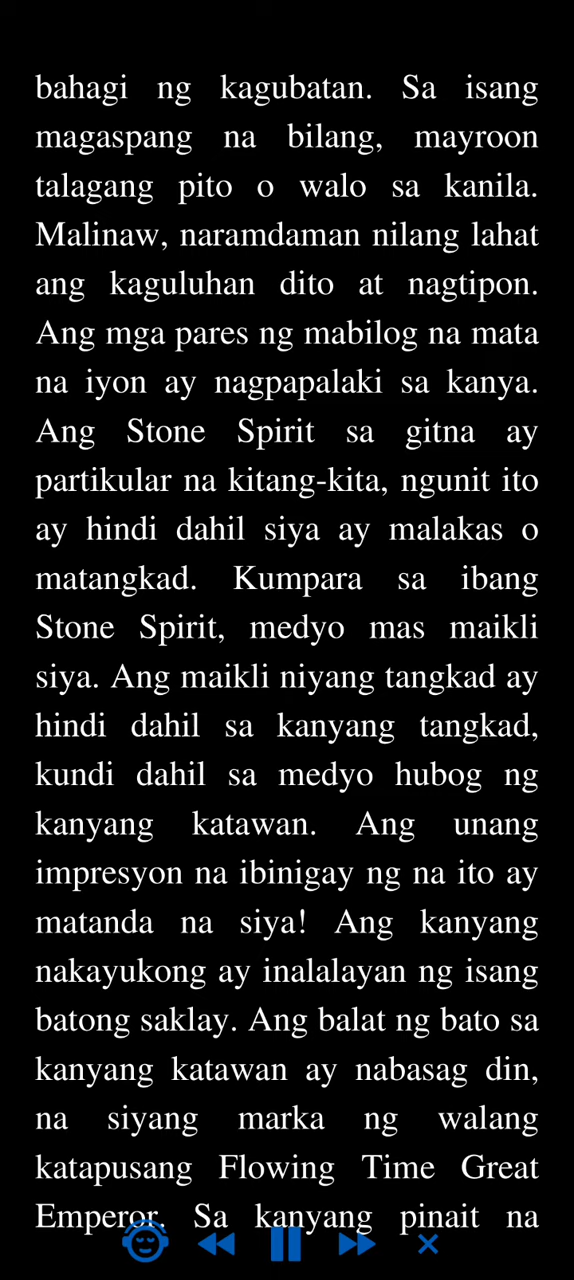 bahagi ng kagubatan. Sa isang
magaspang na bilang, mayroon
talagang pito o walo sa kanila.
Malinaw, naramdaman nilang lahat
ang kaguluhan dito at nagtipon.
Ang mga pares ng mabilog na mata
na iyon ay nagpapalaki sa kanya.
Ang Stone Spirit sa gitna ay
partikular na kitang-kita, ngunit ito
ay hindi dahil siya ay malakas o
matangkad. Kumpara sa ibang
Stone Spirit, medyo mas maikli
siya. Ang maikli niyang tangkad ay
hindi dahil sa kanyang tangkad,
kundi dahil sa medyo hubog ng
kanyang katawan. Ang unang
impresyon na ibinigay ng na ito ay
matanda na siya! Ang kanyang
nakayukong ay inalalayan ng isang
batong saklay. Ang balat ng bato sa
kanyang katawan ay nabasag din,
na siyang marka ng walang
katapusang Flowing Time Great
Emperor. Sa kanyang pinait na